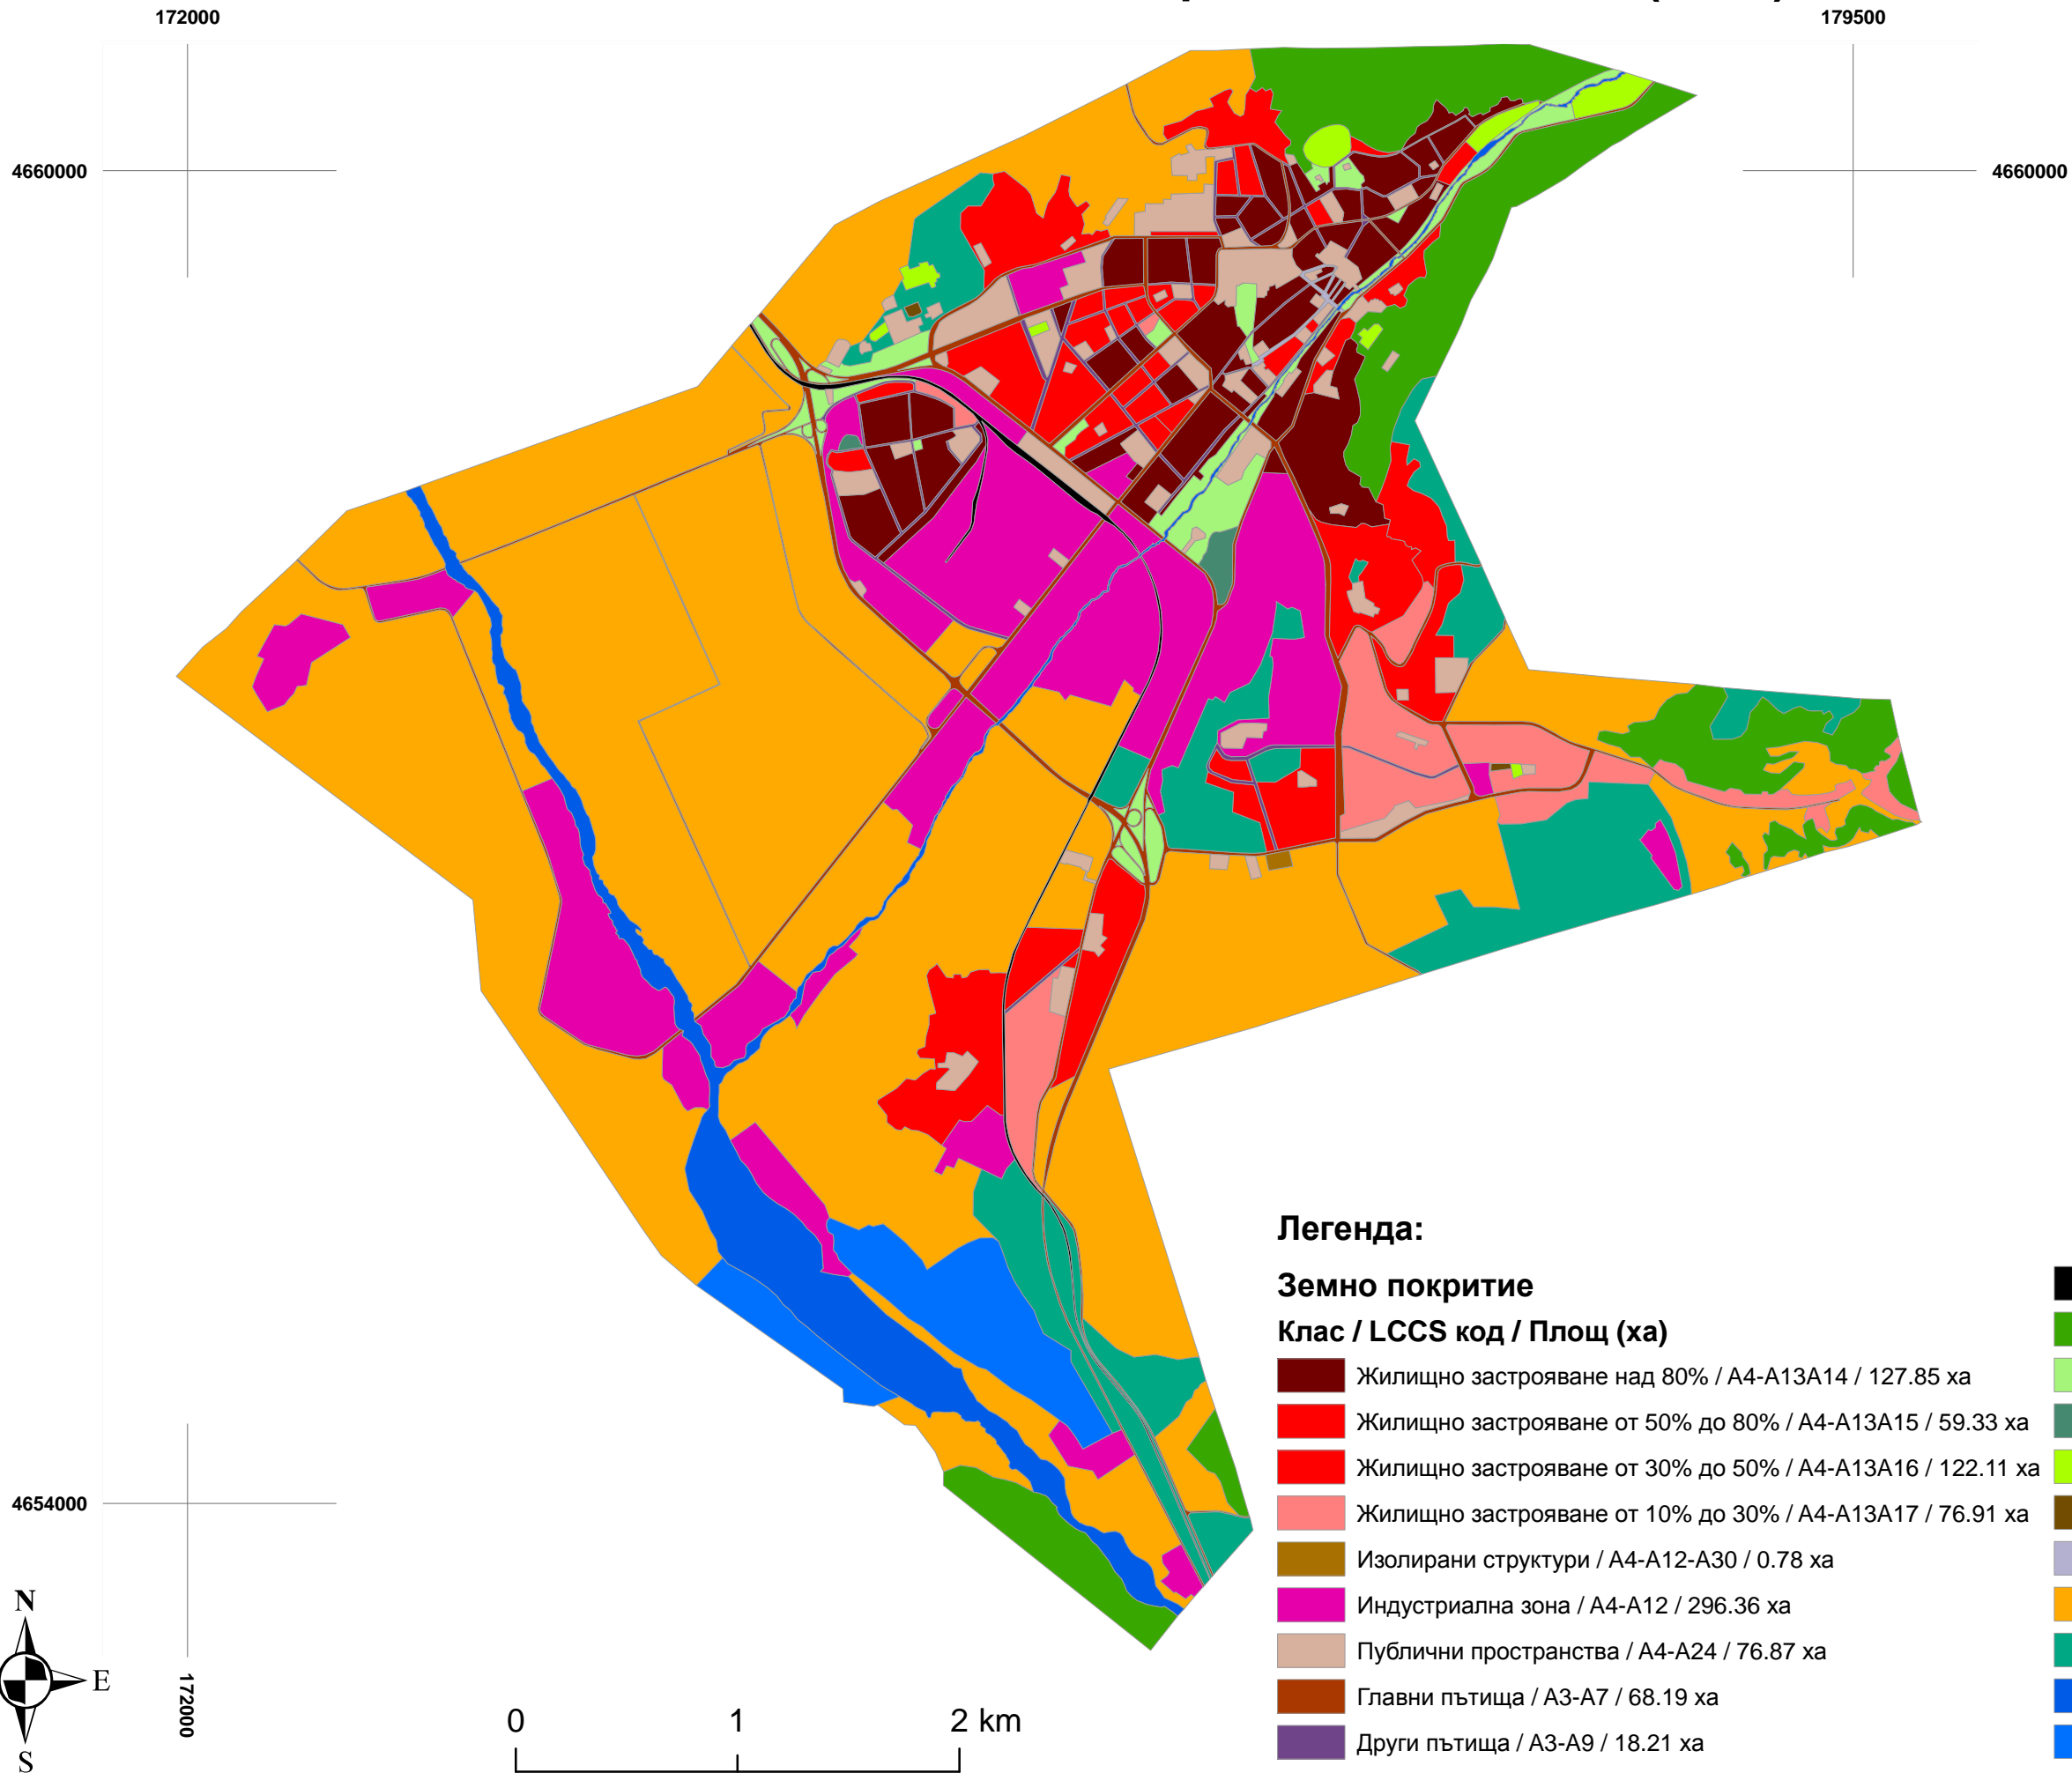 172000
179500
4660000
4660000
Легенда:
Земно покритие
Клас / LCCS код / Площ (ха)
Жилищно застрояване над 80% / A4-A13A14 / 127.85 ха
Жилищно застрояване от 50% до 80% / A4-A13A15 / 59.33 ха
Жилищно застрояване от 30% до 50% / A4-A13A16 / 122.11 ха
4654000
Жилищно застрояване от 10% до 30% / A4-A13A17 / 76.91 ха
Изолирани структури / A4-A12-A30 / 0.78 ха
Индустриална зона / A4-A12 / 296.36 ха
Публични пространства / A4-A24 / 76.87 ха
Главни пътища / A3-A7 / 68.19 ха
Други пътища / A3-A9 / 18.21 ха
N
E
S
172000
0 1 2 km